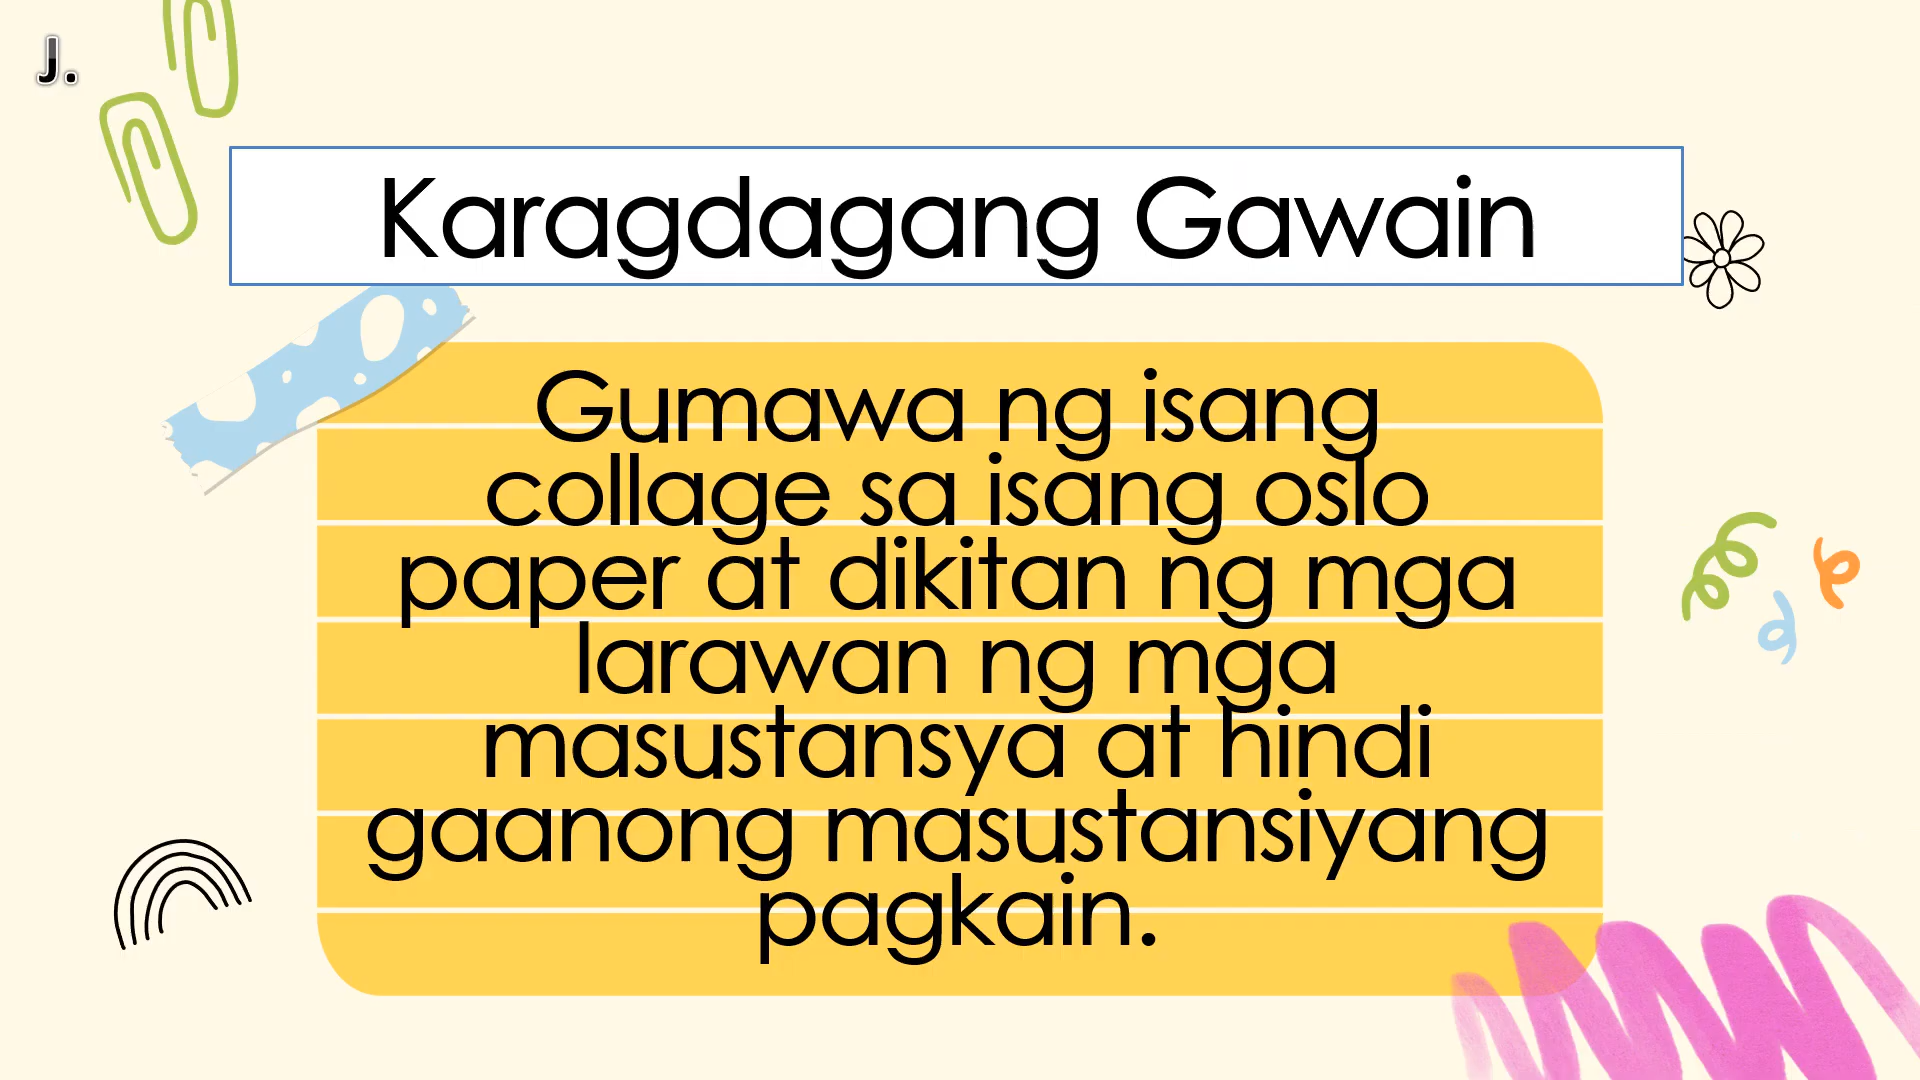 J.
Karagdagang Gawain
Gumawa ng isang
collage sa isang oslo
paper at dikitan ng mga
larawan ng mga
masustansya at hindi
gaanong masustansiyang
pagkain.